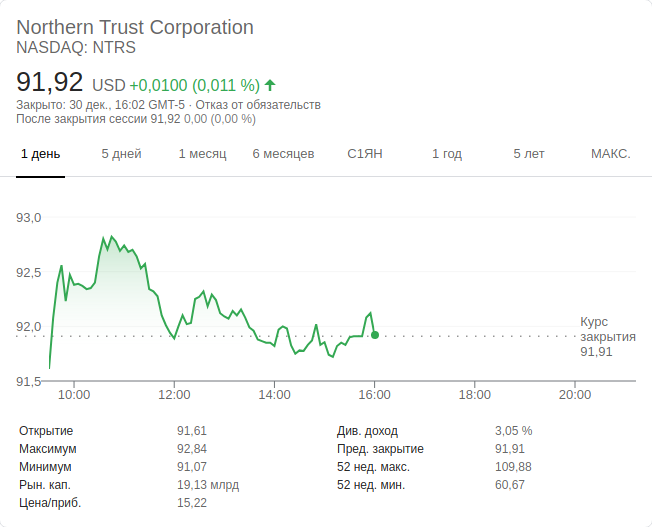 Northern Trust Corporation
NASDAQ: NTRS
91,92 USD +0,0100 (0,011 %)
Закрыто: 30 дек., 16:02 GMT-5 · Отказ от обязательств
После закрытия сессии 91,92 0,00 (0,00 %)
1 день 5 дней 1 месяц 6 месяцев С1ЯН 1 год 5 лет МАКС.
93,0
92,5
92,0
Курс
закрытия
91,91
91,5
10:00 12:00 14:00 16:00 18:00 20:00
Открытие 91,61 Див. доход 3,05 %
Максимум 92,84 Пред. закрытие 91,91
Минимум 91,07 52 нед. макс. 109,88
Рын. кап. 19,13 млрд 52 нед. мин. 60,67
Цена/приб. 15,22